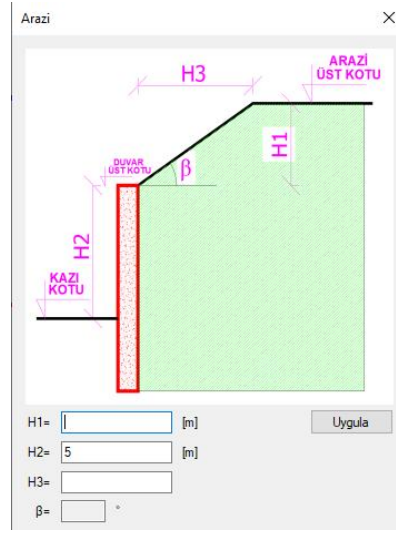 Arazi
H3
ARAZİ
ÜST KOTU
H1
DUVAR
ÜST KOTU
β
H2
KAZI
KOTU
H1= [m] Uygula
H2= 5 [m]
H3=
β= °